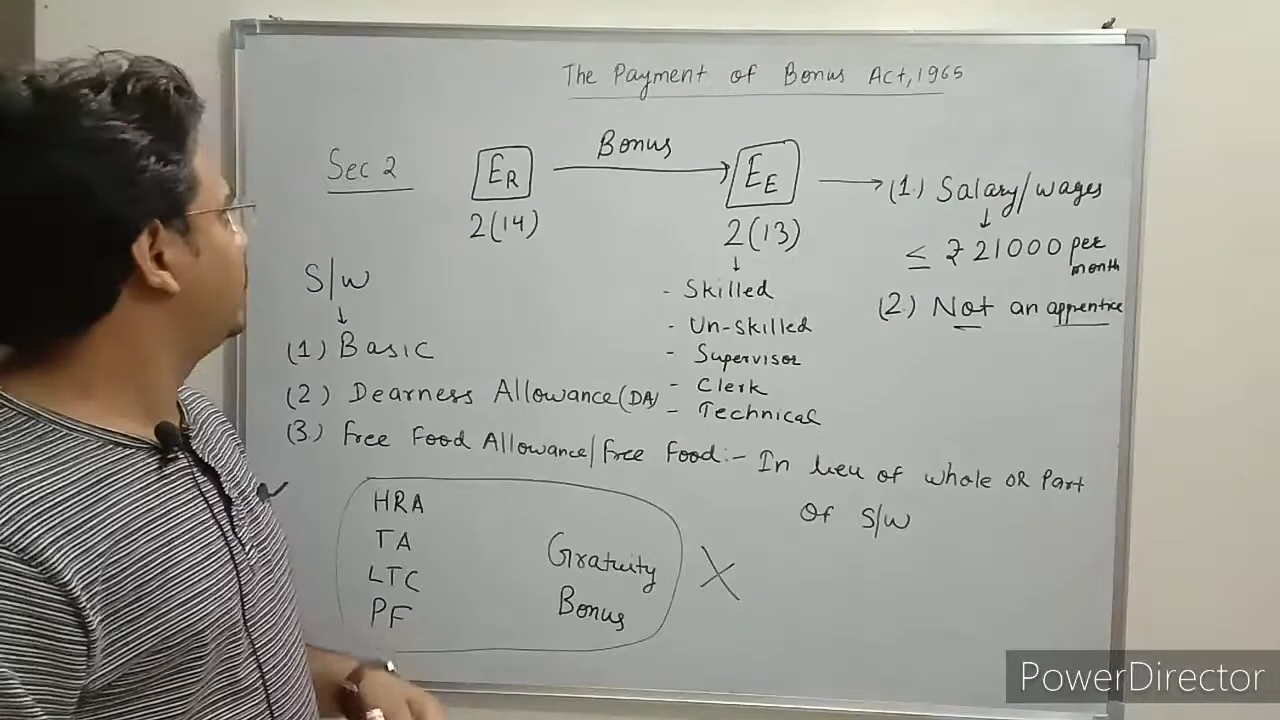 The Payment of Bonus Act, 1965
Sec 2
ER
Bonus
EE
2(14)
2(13)
(1.) Salary/wages
≤ ₹ 21000 per month
(2.) Not an apprentice
- Skilled
- Un-skilled
- Supervisor
- Clerk
- Technical
S/W
(1) Basic
(2) Dearness Allowance (DA)
(3.) Free Food Allowance/Free Food:- In lieu of whole OR Part
Of S/W
HRA
TA
LTC
PF
Gratuity
Bonus
X
PowerDirector